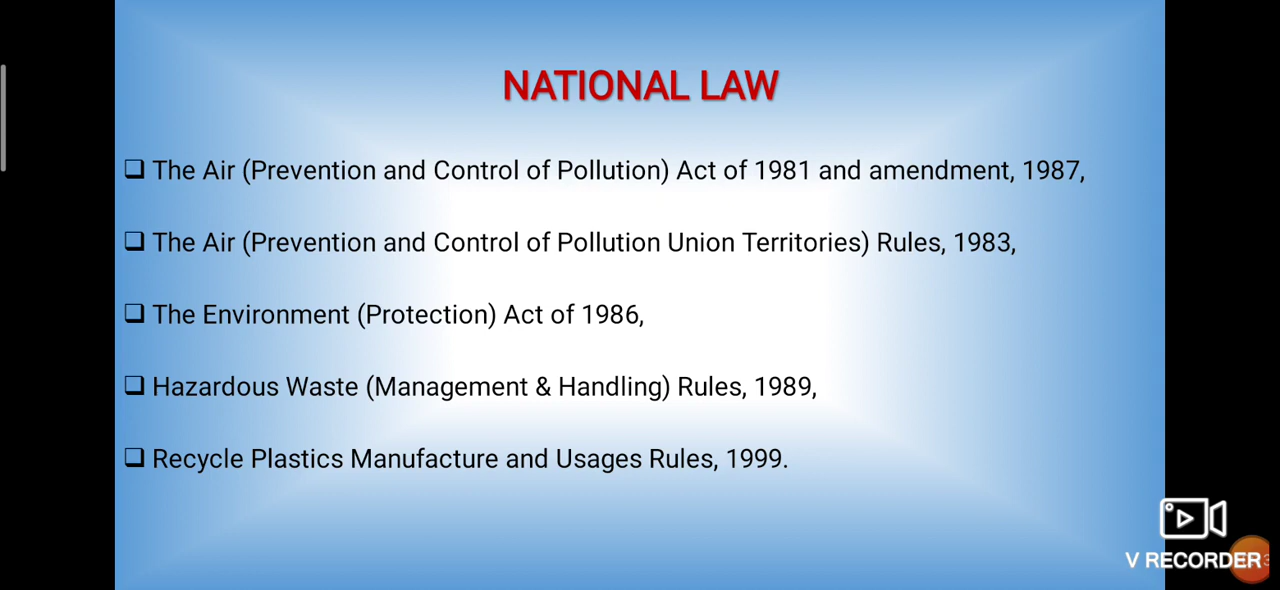 NATIONAL LAW
The Air (Prevention and Control of Pollution) Act of 1981 and amendment, 1987,
The Air (Prevention and Control of Pollution Union Territories) Rules, 1983,
The Environment (Protection) Act of 1986,
Hazardous Waste (Management & Handling) Rules, 1989,
Recycle Plastics Manufacture and Usages Rules, 1999.
V RECORDER